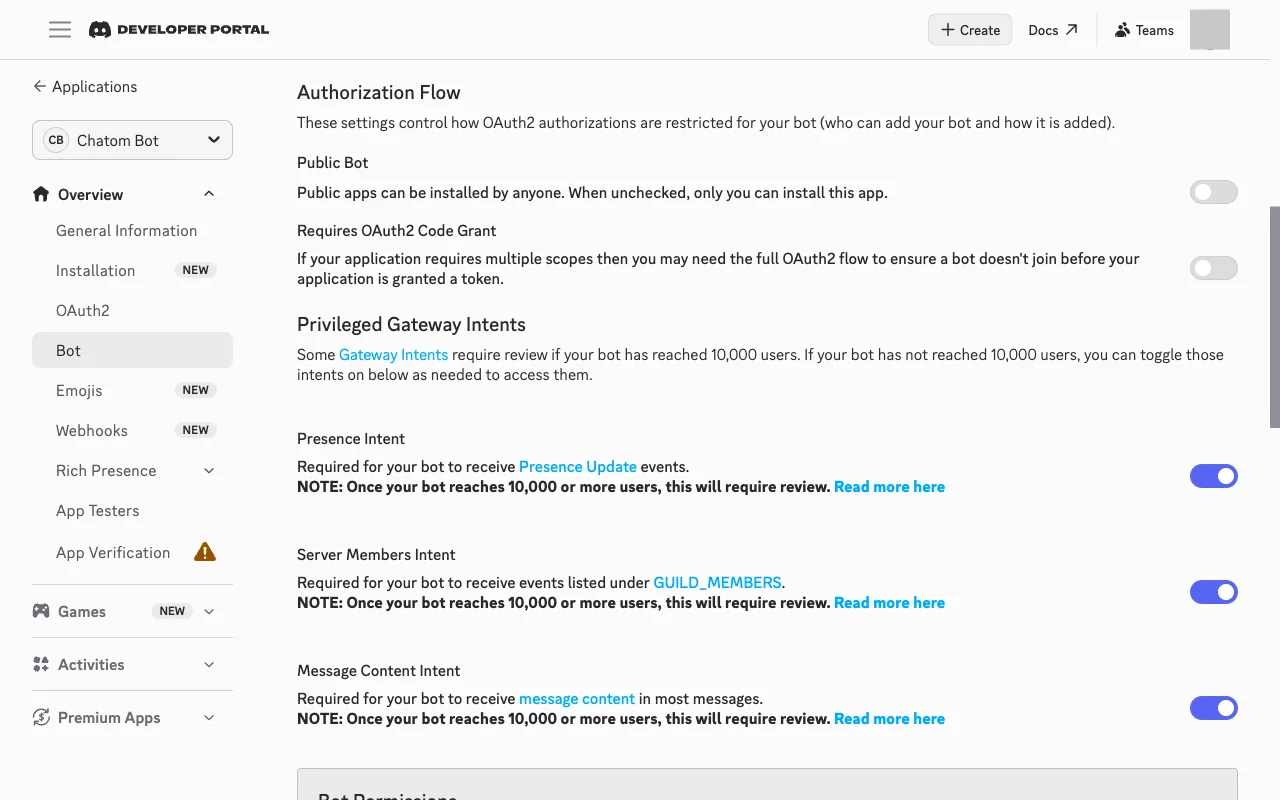 DEVELOPER PORTAL
Create
Docs
Teams
Applications
CB Chatom Bot
Overview
General Information
Installation NEW
OAuth2
Bot
Emojis NEW
Webhooks NEW
Rich Presence
App Testers
App Verification
Games NEW
Activities
Premium Apps
Authorization Flow
These settings control how OAuth2 authorizations are restricted for your bot (who can add your bot and how it is added).
Public Bot
Public apps can be installed by anyone. When unchecked, only you can install this app.
Requires OAuth2 Code Grant
If your application requires multiple scopes then you may need the full OAuth2 flow to ensure a bot doesn't join before your
application is granted a token.
Privileged Gateway Intents
Some Gateway Intents require review if your bot has reached 10,000 users. If your bot has not reached 10,000 users, you can toggle those
intents on below as needed to access them.
Presence Intent
Required for your bot to receive Presence Update events.
NOTE: Once your bot reaches 10,000 or more users, this will require review. Read more here
Server Members Intent
Required for your bot to receive events listed under GUILD_MEMBERS.
NOTE: Once your bot reaches 10,000 or more users, this will require review. Read more here
Message Content Intent
Required for your bot to receive message content in most messages.
NOTE: Once your bot reaches 10,000 or more users, this will require review. Read more here
Bot Permissions